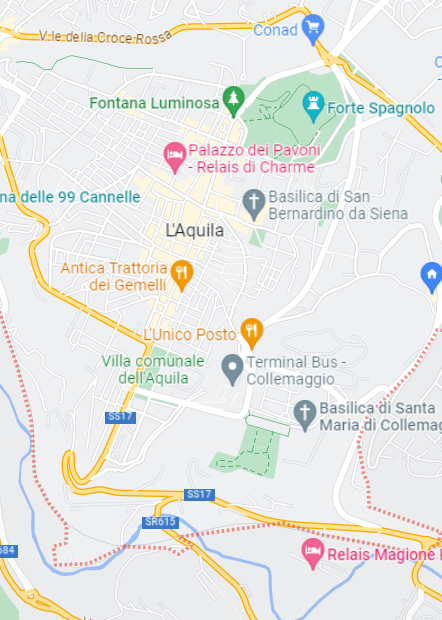 V.le della Croce Rossa
Conad
C
Fontana Luminosa
Forte Spagnolo
Palazzo dei Pavoni
- Relais di Charme
na delle 99 Cannelle
Basilica di San
Bernardino da Siena
L'Aquila
Antica Trattoria
dei Gemelli
L'Unico Posto
Villa comunale
dell'Aquila
Terminal Bus -
Collemaggio
Basilica di Santa
Maria di Collemag
SS17
SS17
SR615
684
Relais Magione